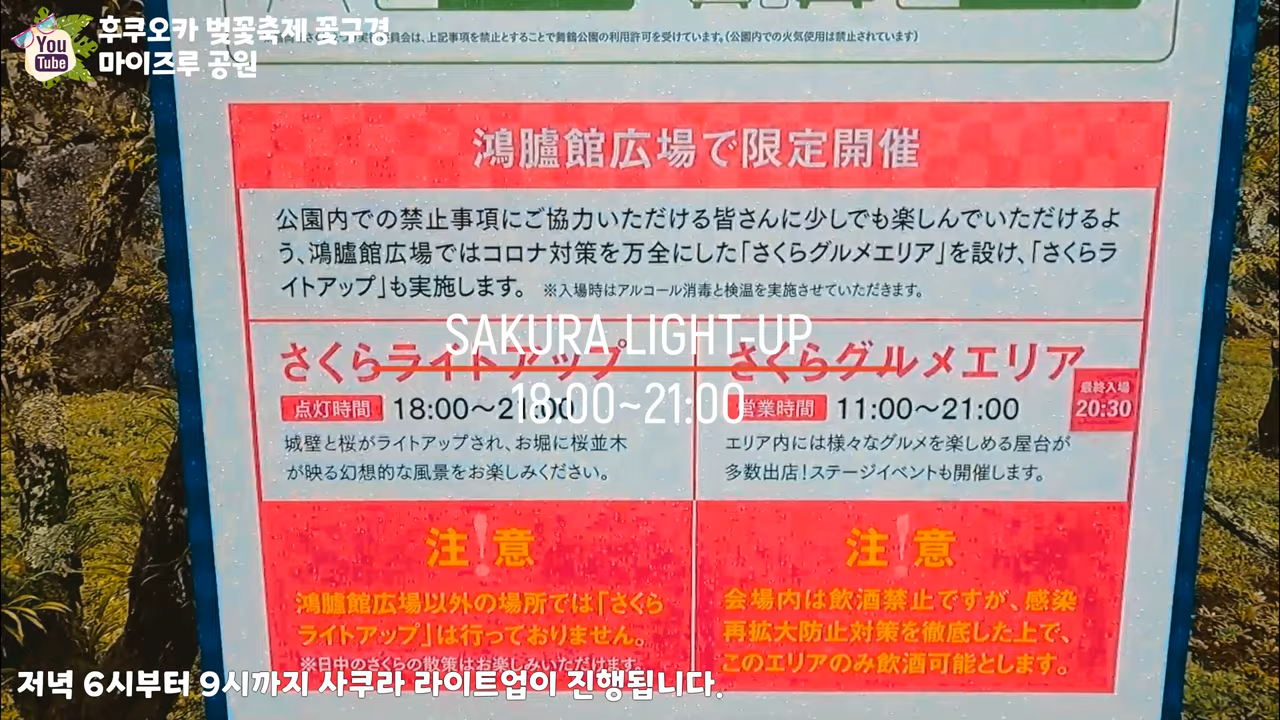 You
Tube
후쿠오카 벚꽃축제 꽃구경
마이즈루 공원
員会は、上記事項を禁止とすることで舞鶴公園の利用許可を受けています。(公園内での火気使用は禁止されています)
鴻臚館広場で限定開催
公園内での禁止事項にご協力いただける皆さんに少しでも楽しんでいただけるよ
う、鴻臚館広場ではコロナ対策を万全にした「さくらグルメエリア」を設け、「さくらラ
イトアップ」も実施します。 ※入場時はアルコール消毒と検温を実施させていただきます。
SAKURA LIGHT-UP
18:00~21:00
さくらライトアップ
点灯時間 18:00〜21:00
城壁と桜がライトアップされ、お堀に桜並木
が映る幻想的な風景をお楽しみください。
さくらグルメエリア
営業時間 11:00〜21:00
最終入場
20:30
エリア内には様々なグルメを楽しめる屋台が
多数出店!ステージイベントも開催します。
注!意
鴻臚館広場以外の場所では「さくら
ライトアップ」は行っておりません。
※日中のさくらの散策はお楽しみいただけます。
注!意
会場内は飲酒禁止ですが、感染
再拡大防止対策を徹底した上で、
このエリアのみ飲酒可能とします。
저녁 6시부터 9시까지 사쿠라 라이트업이 진행됩니다.